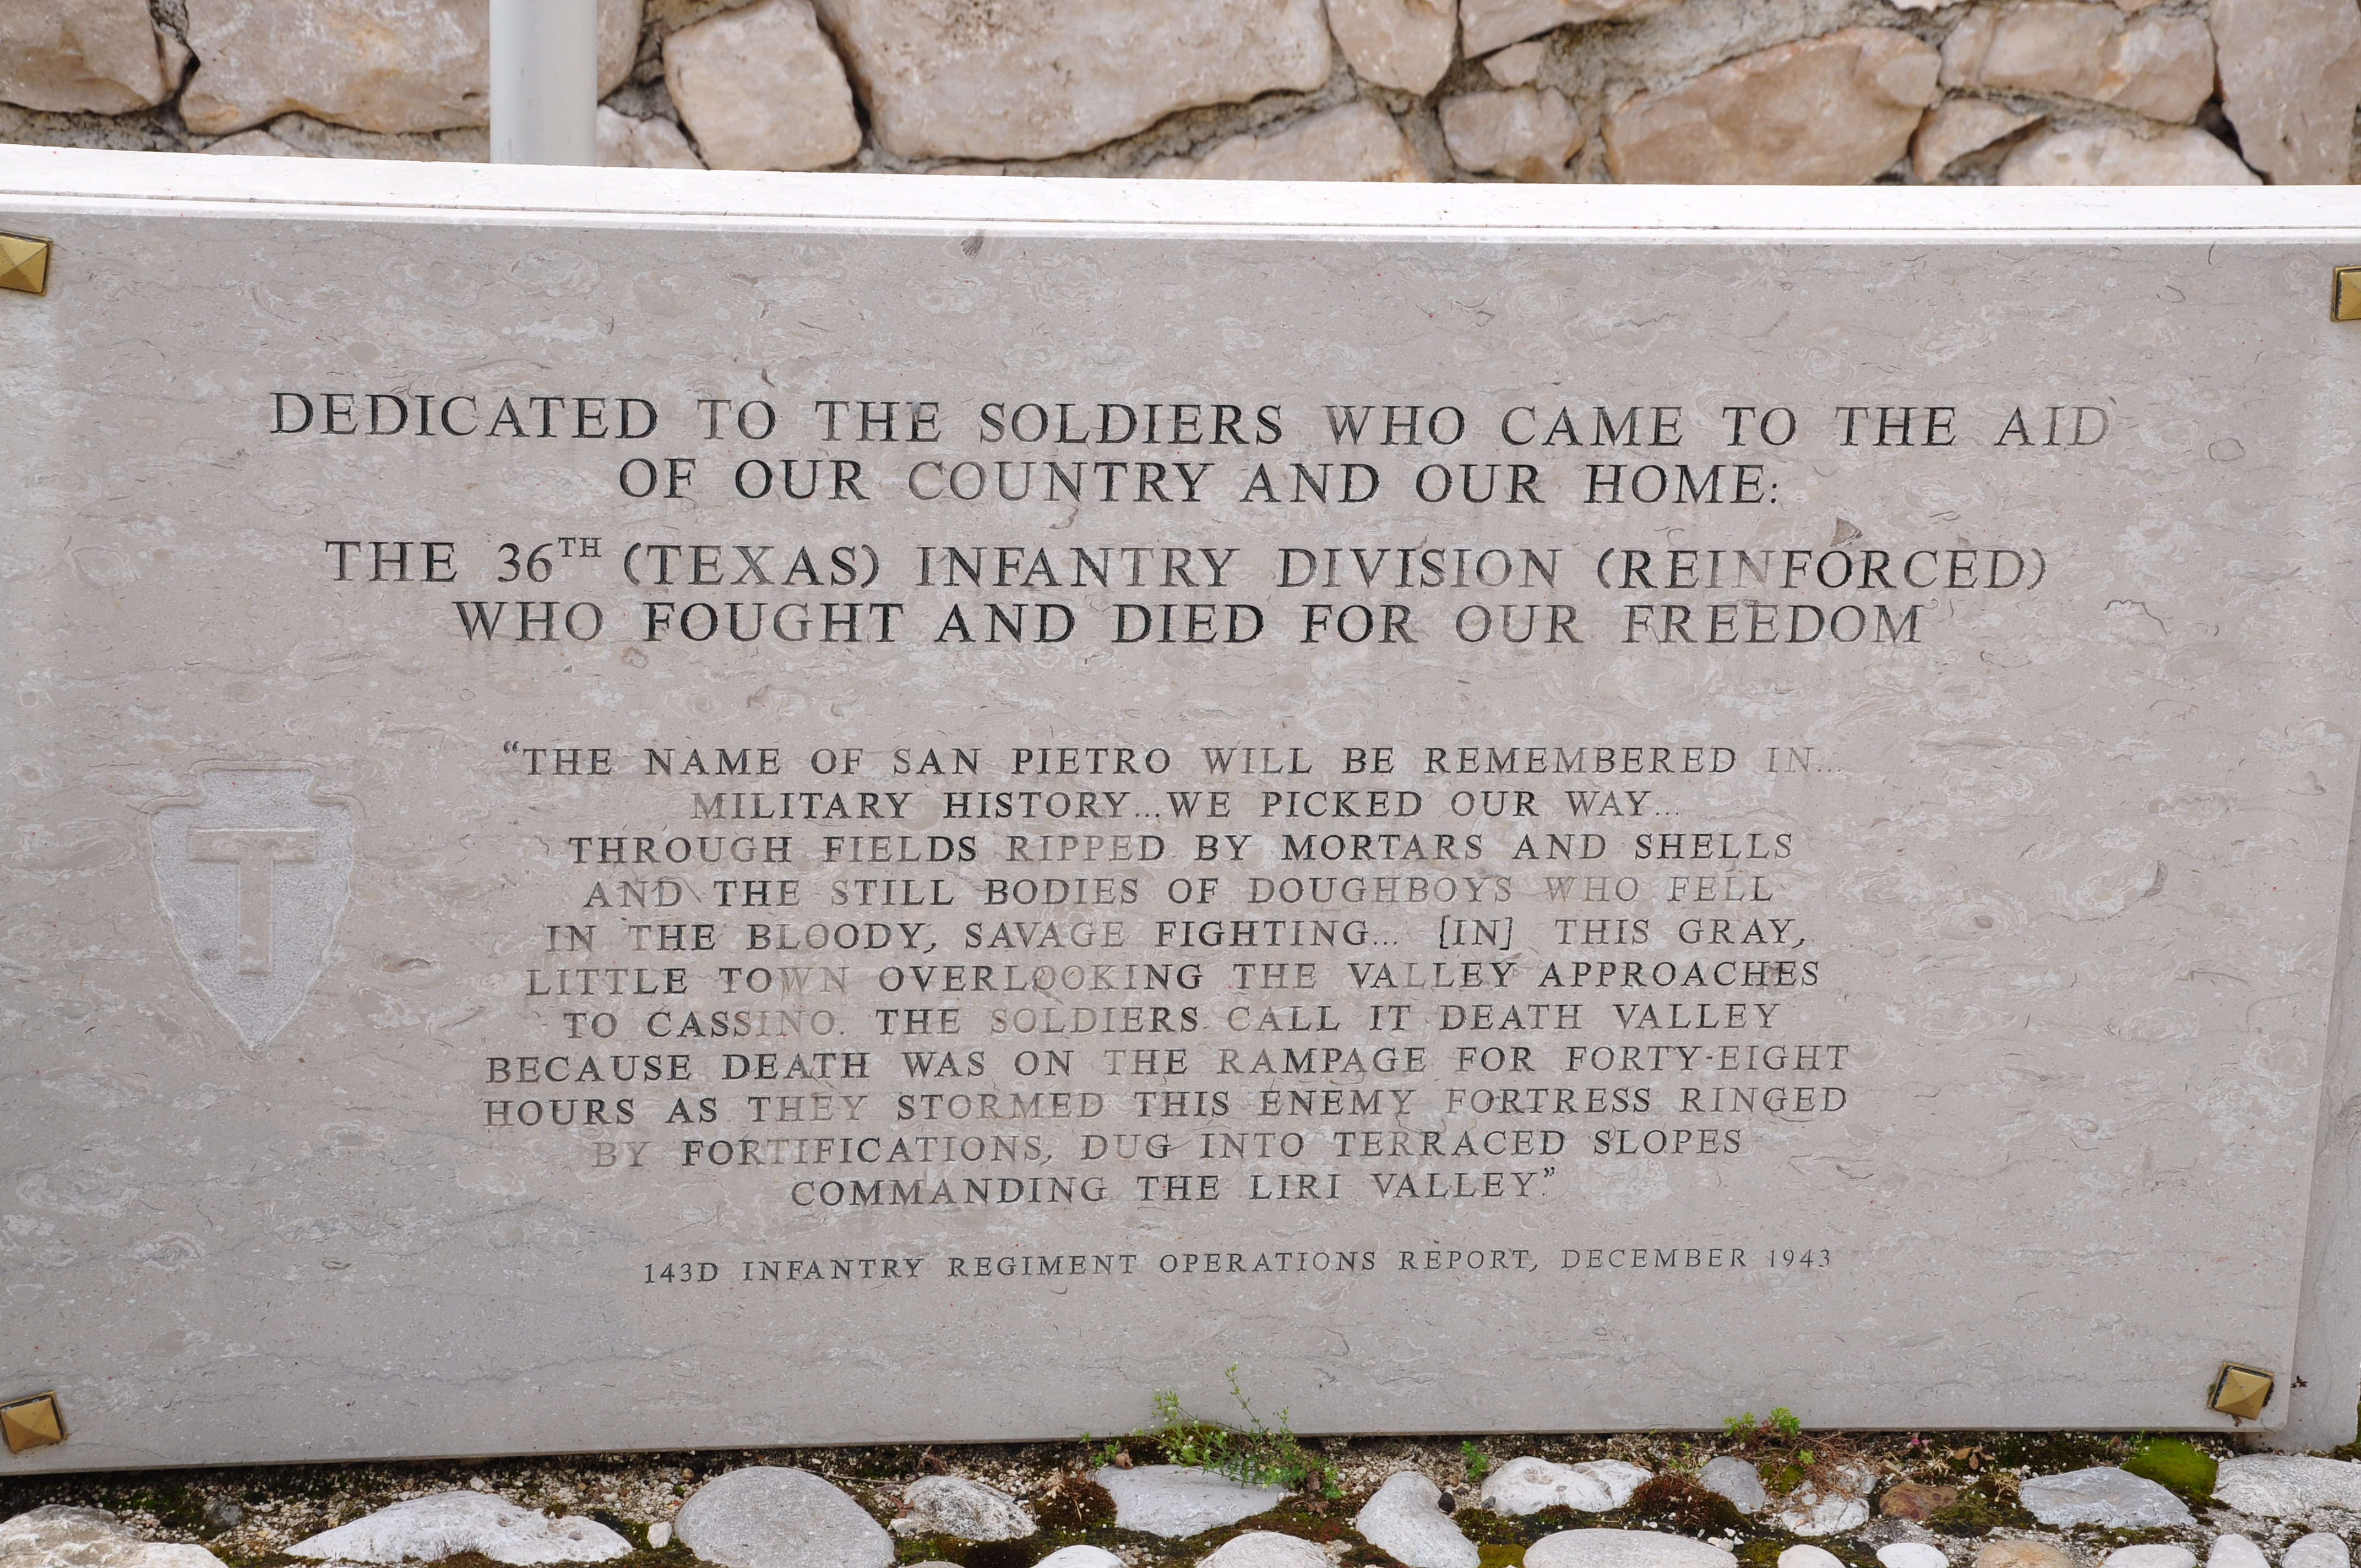 DEDICATED TO THE SOLDIERS WHO CAME TO THE AID
OF OUR COUNTRY AND OUR HOME:
THE 36TH (TEXAS) INFANTRY DIVISION (REINFORCED)
WHO FOUGHT AND DIED FOR OUR FREEDOM
“THE NAME OF SAN PIETRO WILL BE REMEMBERED IN...
MILITARY HISTORY...WE PICKED OUR WAY...
THROUGH FIELDS RIPPED BY MORTARS AND SHELLS
AND THE STILL BODIES OF DOUGHBOYS WHO FELL
IN THE BLOODY, SAVAGE FIGHTING... [IN] THIS GRAY,
LITTLE TOWN OVERLOOKING THE VALLEY APPROACHES
TO CASSINO. THE SOLDIERS CALL IT DEATH VALLEY
BECAUSE DEATH WAS ON THE RAMPAGE FOR FORTY-EIGHT
HOURS AS THEY STORMED THIS ENEMY FORTRESS RINGED
BY FORTIFICATIONS, DUG INTO TERRACED SLOPES
COMMANDING THE LIRI VALLEY.”
143D INFANTRY REGIMENT OPERATIONS REPORT, DECEMBER 1943
T